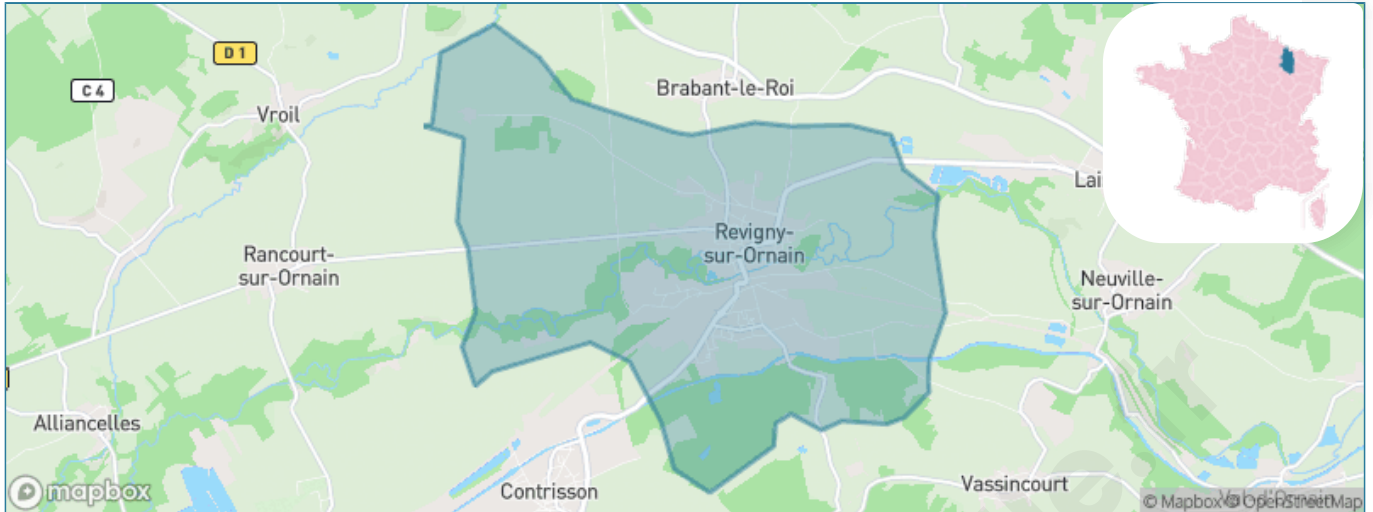 D 1
C 4
Brabant-le-Roi
Vroil
Lai
Revigny-
sur-Ornain
Rancourt-
sur-Ornain
Neuville-
sur-Ornain
Alliancelles
Contrisson
Vassincourt
mapbox
© Mapbox © OpenStreetMap